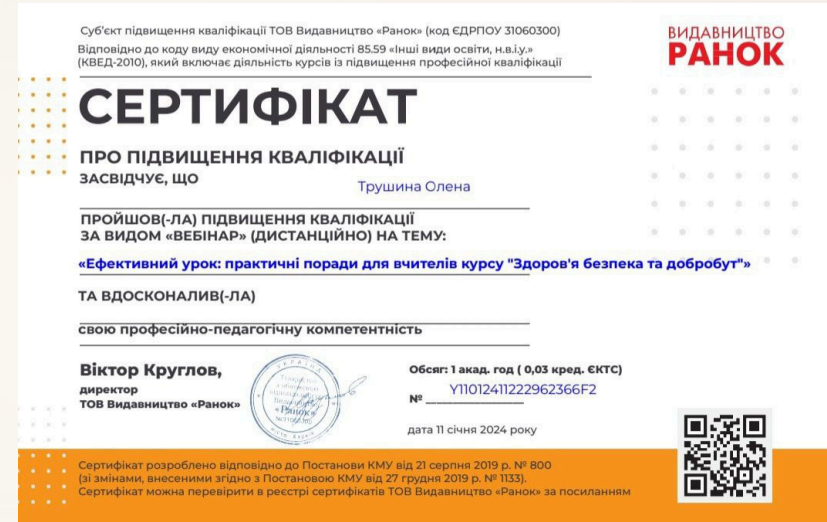 Суб’єкт підвищення кваліфікації ТОВ Видавництво «Ранок» (код ЄДРПОУ 31060300)
Відповідно до коду виду економічної діяльності 85.59 «Інші види освіти, н.в.і.у.»
(КВЕД-2010), який включає діяльність курсів із підвищення професійної кваліфікації
ВИДАВНИЦТВО
РАНОК
СЕРТИФІКАТ
ПРО ПІДВИЩЕННЯ КВАЛІФІКАЦІЇ
ЗАСВІДЧУЄ, ЩО
Трушина Олена
ПРОЙШОВ(-ЛА) ПІДВИЩЕННЯ КВАЛІФІКАЦІЇ
ЗА ВИДОМ «ВЕБІНАР» (ДИСТАНЦІЙНО) НА ТЕМУ:
«Ефективний урок: практичні поради для вчителів курсу "Здоров'я безпека та добробут"»
ТА ВДОСКОНАЛИВ(-ЛА)
свою професійно-педагогічну компетентність
Віктор Круглов,
директор
ТОВ Видавництво «Ранок»
УКРАЇНА
«Ранок»
Обсяг: 1 акад. год ( 0,03 кред. ЄКТС)
№ Y11012411222962366F2
дата 11 січня 2024 року
Сертифікат розроблено відповідно до Постанови КМУ від 21 серпня 2019 р. № 800
(зі змінами, внесеними згідно з Постановою КМУ від 27 грудня 2019 р. № 1133).
Сертифікат можна перевірити в реєстрі сертифікатів ТОВ Видавництво «Ранок» за посиланням